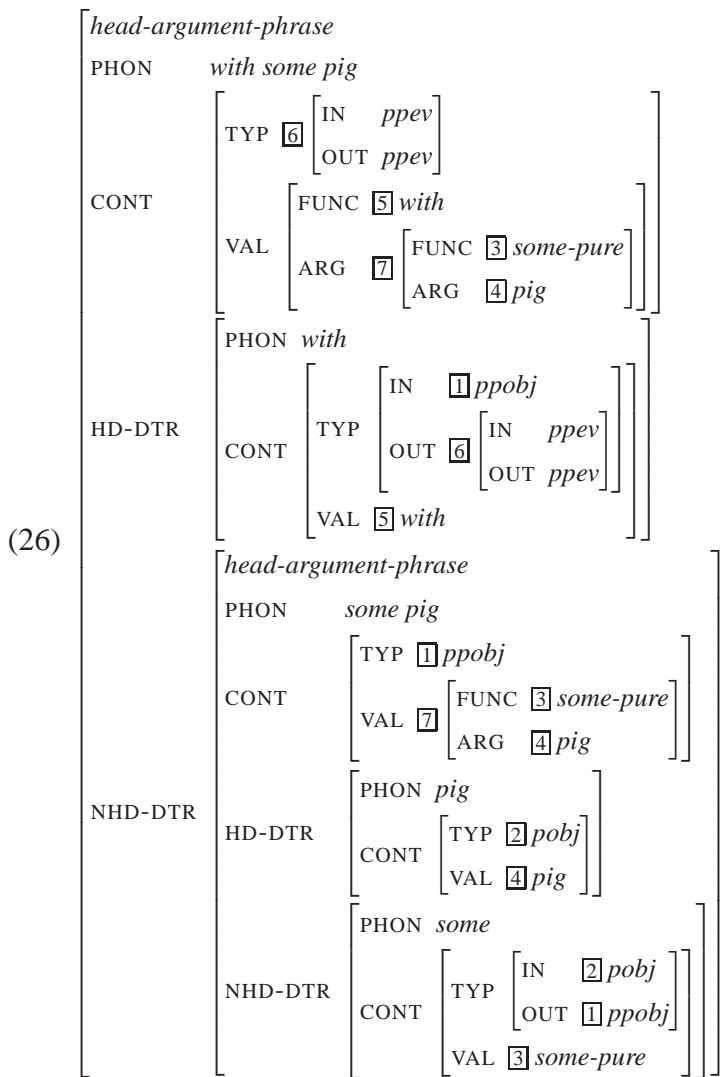 head-argument-phrase
PHON with some pig
TYP 6 IN ppev
OUT ppev
CONT
FUNC 5 with
VAL
ARG 7 FUNC 3 some-pure
ARG 4 pig
PHON with
IN 1 ppobj
HD-DTR
CONT TYP
OUT 6 IN ppev
OUT ppev
VAL 5 with
(26)
head-argument-phrase
PHON some pig
TYP 1 ppobj
CONT
VAL 7 FUNC 3 some-pure
ARG 4 pig
PHON pig
NHD-DTR HD-DTR
CONT TYP 2 pobj
VAL 4 pig
PHON some
NHD-DTR
CONT TYP IN 2 pobj
OUT 1 ppobj
VAL 3 some-pure